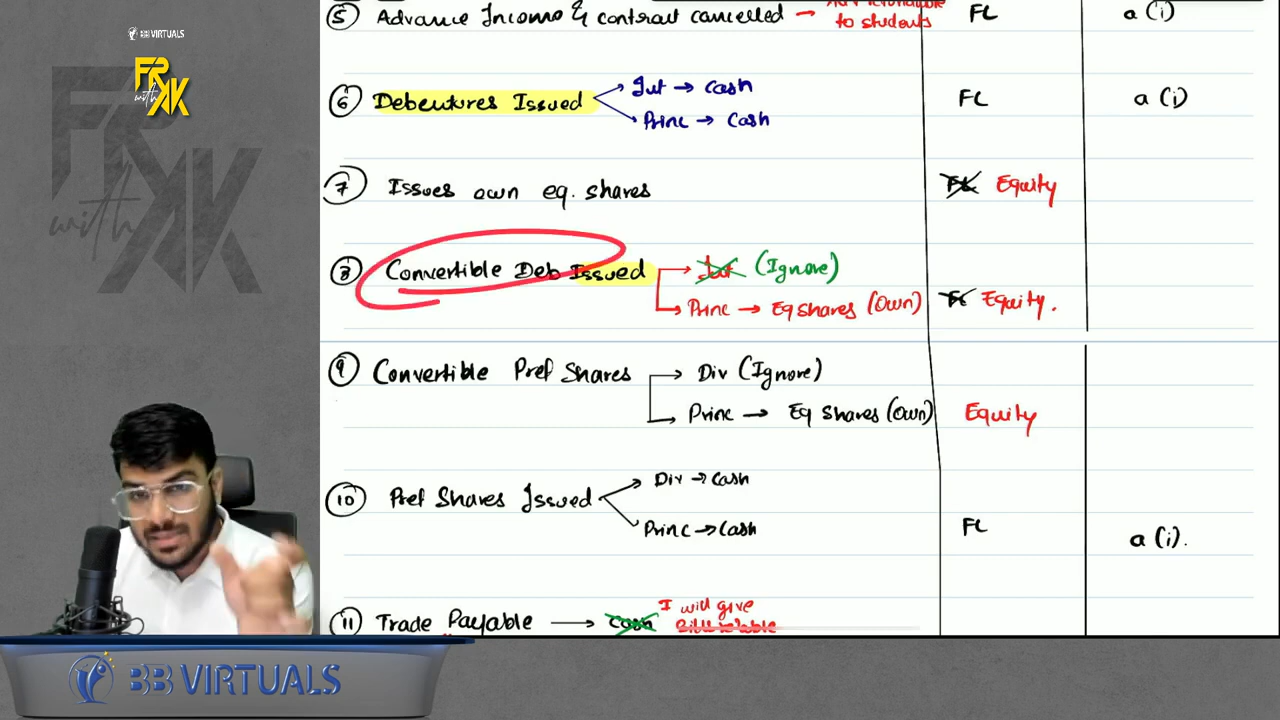 5 Advance Income & contract cancelled → to students FL a (i)
BB VIRTUALS
FR with AK
6 Debentures Issued Int → Cash FL a (i)
Princ → Cash
7 Issues own eq. shares FL Equity
8 Convertible Deb Issued → Int (Ignore)
→ Princ → Eq shares (Own) FL Equity.
9 Convertible Pref Shares → Div (Ignore)
→ Princ → Eq Shares (Own) Equity
10 Pref Shares Issued Div → Cash FL a (i).
Princ → Cash
I will give
11 Trade Payable → Cash
BB VIRTUALS